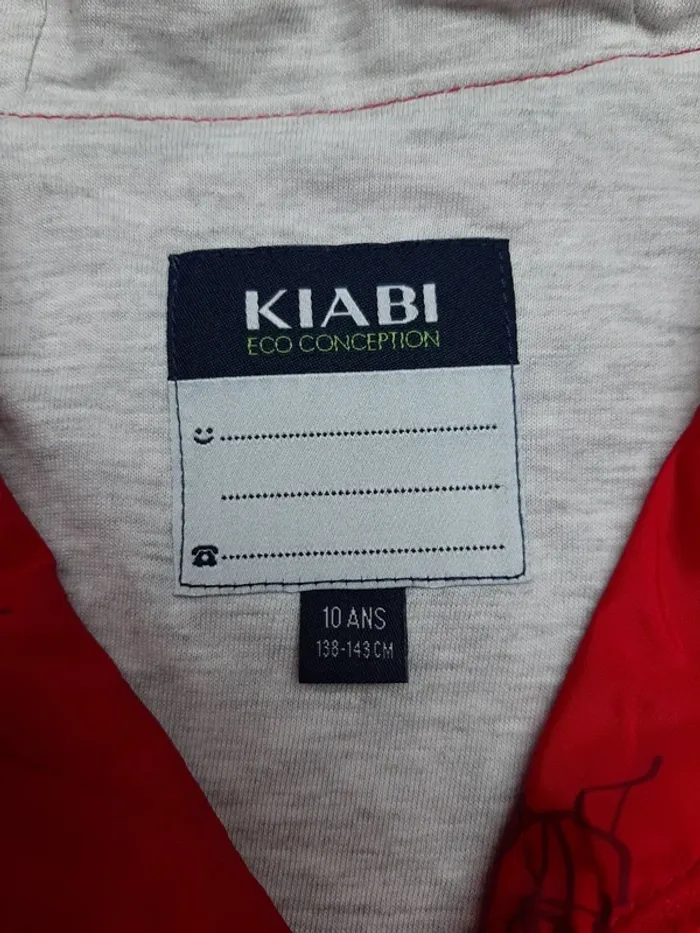 KIABI
ECO CONCEPTION
10 ANS
138-143 CM